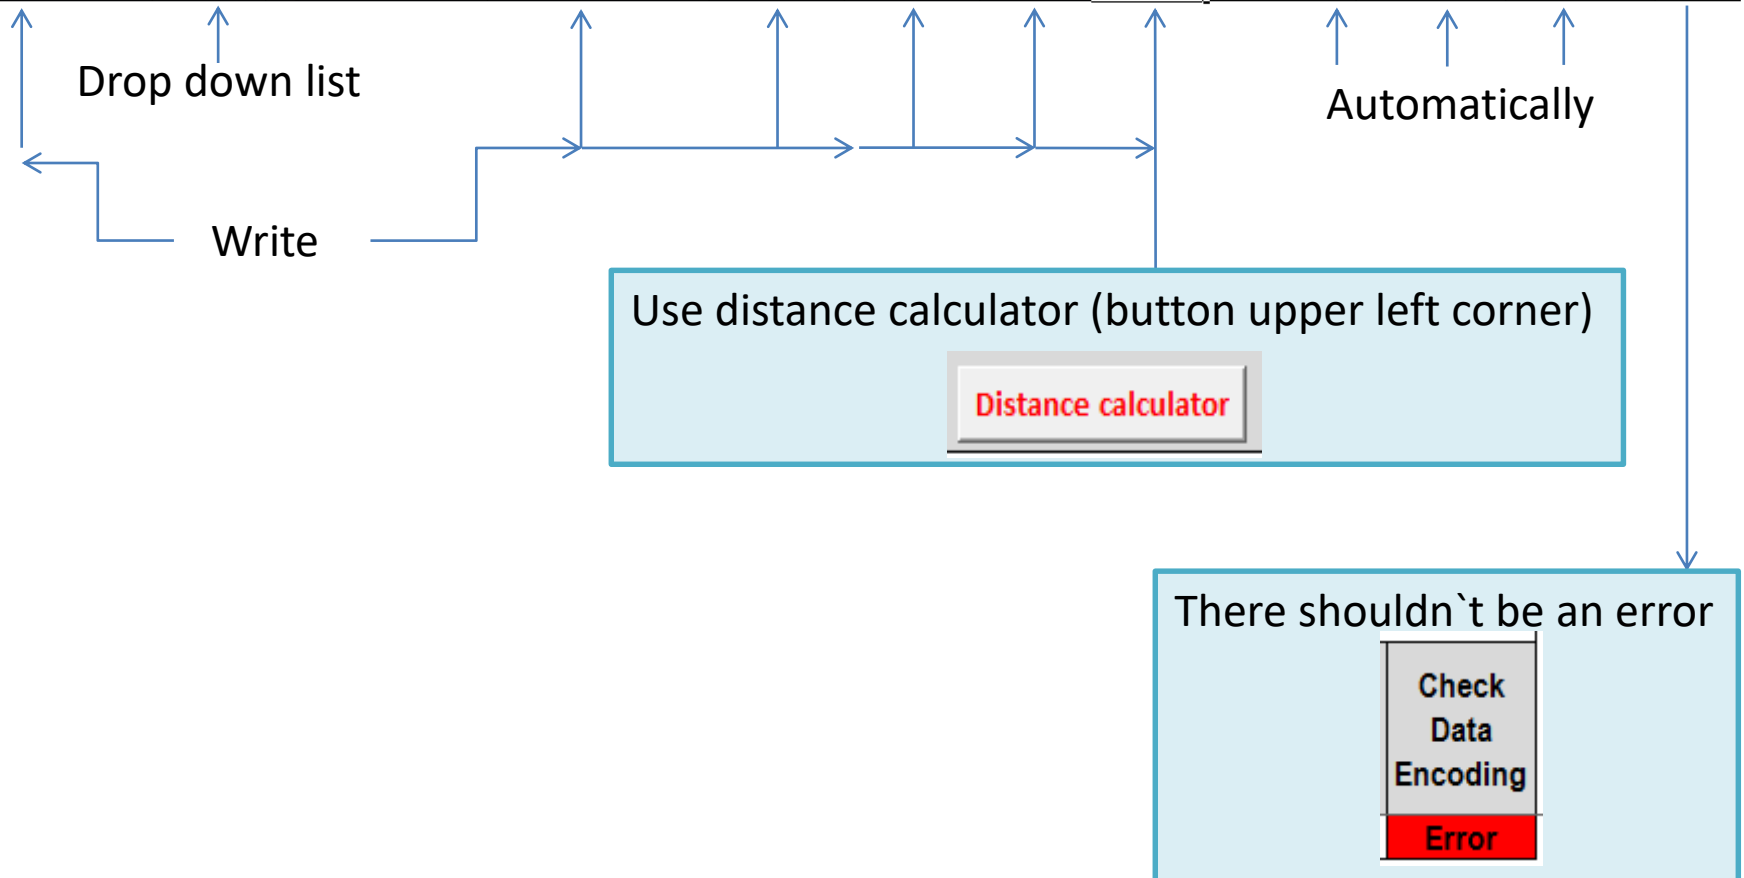 Drop down list
Automatically
Write
Use distance calculator (button upper left corner)
Distance calculator
There shouldn`t be an error
Check
Data
Encoding
Error